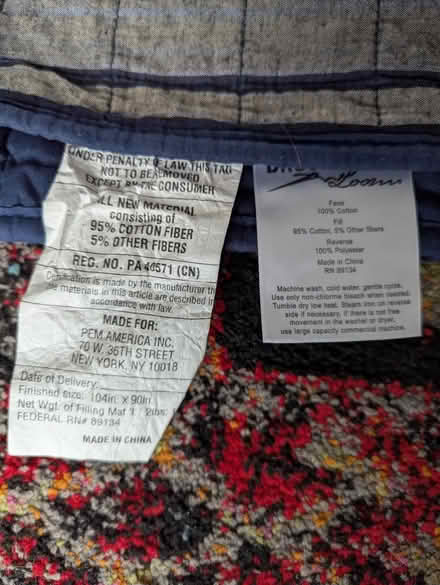 UNDER PENALTY OF LAW THIS TAG
NOT TO BE REMOVED
EXCEPT BY THE CONSUMER
ALL NEW MATERIAL
consisting of
95% COTTON FIBER
5% OTHER FIBERS
REG. NO. PA 46571 (CN)
Certification is made by the manufacturer that
the materials in this article are described in
accordance with law.
MADE FOR:
PEM AMERICA INC.
70 W. 36TH STREET
NEW YORK, NY 10018
Date of Delivery:
Finished size: 104in. x 90in.
Net Wgt. of Filling Mat'l: 2lbs.
FEDERAL RN# 89134
MADE IN CHINA
Face
100% Cotton
Fill
95% Cotton, 5% Other fibers
Reverse
100% Polyester
Made in China
RN 89134
Machine wash, cold water, gentle cycle.
Use only non-chlorine bleach when needed.
Tumble dry low heat. Steam iron on reverse
side if necessary, if there is not free
movement in the washer or dryer,
use large capacity commercial machine.